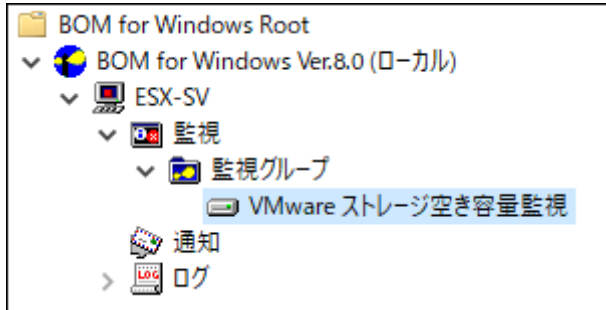 BOM for Windows Root
BOM for Windows Ver.8.0 (ローカル)
ESX-SV
監視
監視グループ
VMware ストレージ空き容量監視
通知
LOG ログ